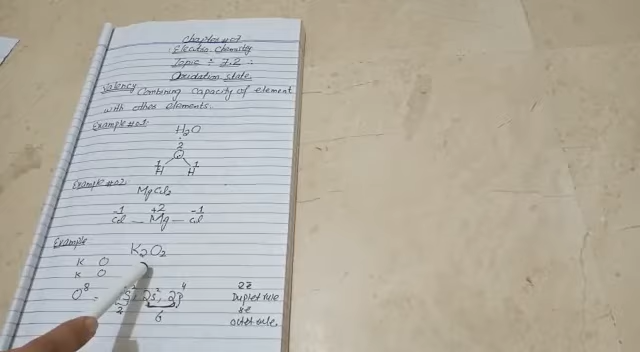 Chapter #07
Electro Chemistry
Topic ÷ 7.2 :
Oxidation state
Valency Combining capacity of element
with other elements.
Example #01
H₂O
2
O
1 1
H H
Example #02
MgCl₂
-1 +2 -1
Cl — Mg — Cl
Example
K₂O₂
K O
K O
O⁸ = 2s², 2p⁴
2 6
Duplet rule
octet rule.